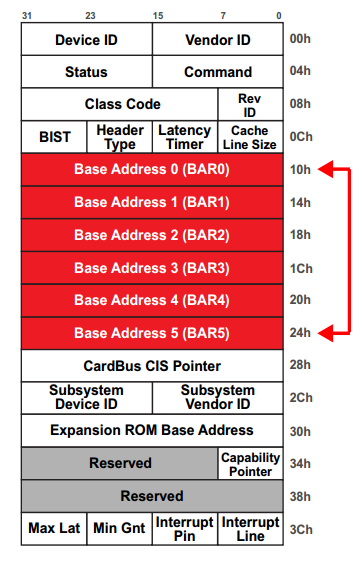 31 23 15 7 0
Device ID Vendor ID 00h
Status Command 04h
Class Code Rev ID 08h
BIST Header Type Latency Timer Cache Line Size 0Ch
Base Address 0 (BAR0) 10h
Base Address 1 (BAR1) 14h
Base Address 2 (BAR2) 18h
Base Address 3 (BAR3) 1Ch
Base Address 4 (BAR4) 20h
Base Address 5 (BAR5) 24h
CardBus CIS Pointer 28h
Subsystem Device ID Subsystem Vendor ID 2Ch
Expansion ROM Base Address 30h
Reserved Capability Pointer 34h
Reserved 38h
Max Lat Min Gnt Interrupt Pin Interrupt Line 3Ch